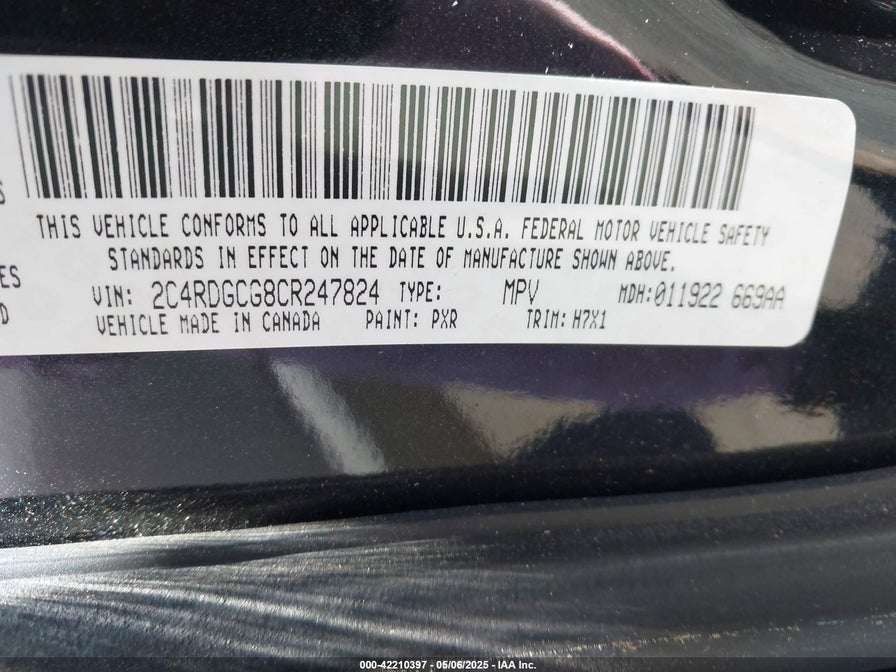 THIS VEHICLE CONFORMS TO ALL APPLICABLE U.S.A. FEDERAL MOTOR VEHICLE SAFETY
STANDARDS IN EFFECT ON THE DATE OF MANUFACTURE SHOWN ABOVE.
ES
VIN: 2C4RDGCG8CR247824 TYPE: MPV MDH:011922 669AA
D
VEHICLE MADE IN CANADA PAINT: PXR TRIM: H7X1
000-42210397 - 05/06/2025 - IAA Inc.